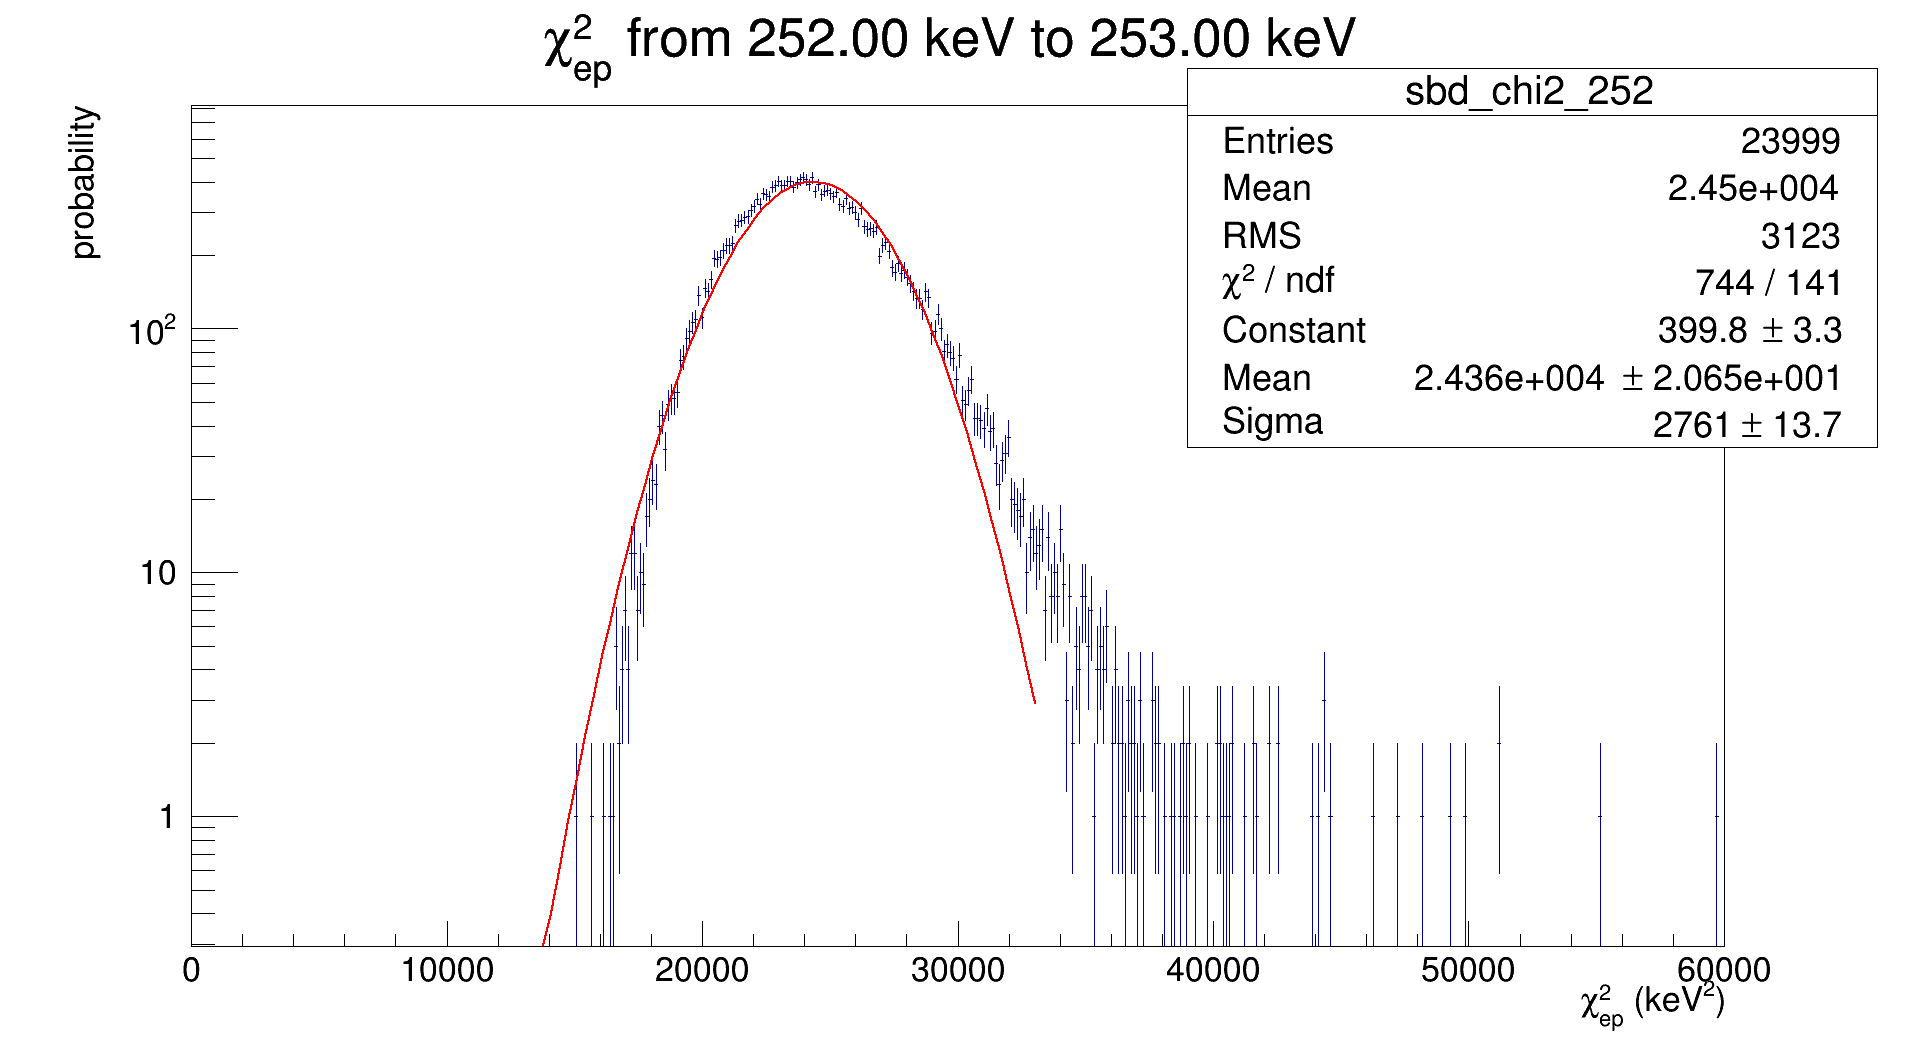 χ²ep from 252.00 keV to 253.00 keV
sbd_chi2_252
Entries 23999
Mean 2.45e+004
RMS 3123
χ² / ndf 744 / 141
Constant 399.8 ± 3.3
Mean 2.436e+004 ± 2.065e+001
Sigma 2761 ± 13.7
probability
10²
10
1
0 10000 20000 30000 40000 50000 60000
χ²ep (keV²)